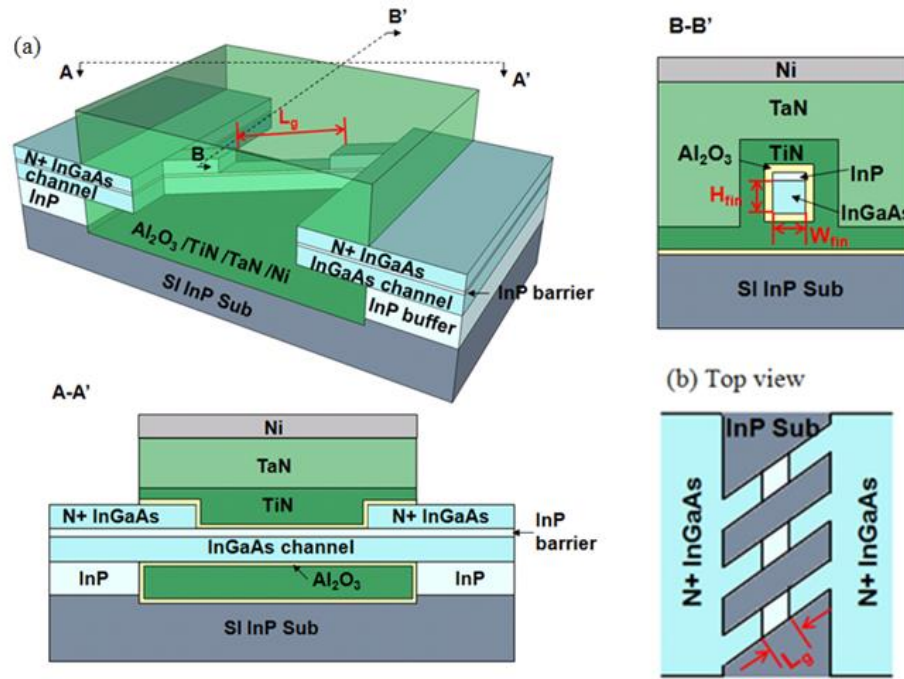 (a)
A
A'
B'
B
Lg
N+ InGaAs
channel
InP
Al₂O₃/TiN/TaN/Ni
SI InP Sub
N+ InGaAs
InGaAs channel
InP buffer
InP barrier
B-B'
Ni
TaN
TiN
Al₂O₃
InP
InGaAs
Hfin
Wfin
SI InP Sub
A-A'
Ni
TaN
TiN
N+ InGaAs
N+ InGaAs
InP
barrier
InGaAs channel
InP
Al₂O₃
InP
SI InP Sub
(b) Top view
InP Sub
N+ InGaAs
N+ InGaAs
Lg